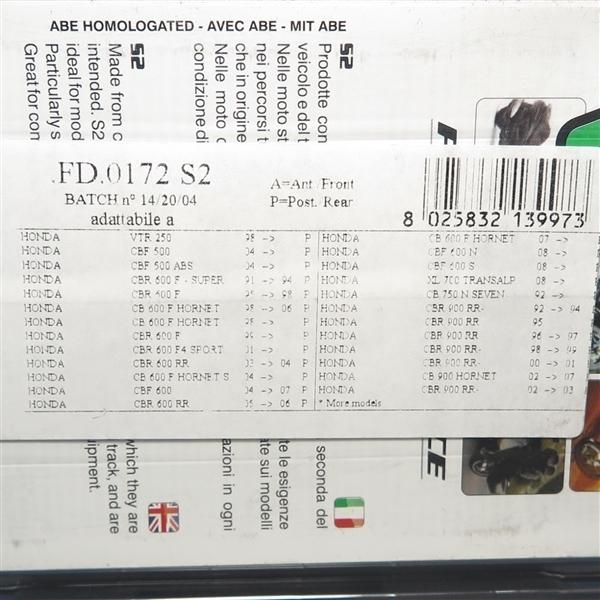 ABE HOMOLOGATED - AVEC ABE - MIT ABE
S2
Made from c
intended. S2
ideal for mod
Particularly s
Great for con
S2
Prodotte con
veicolo e del t
Nelle moto st
che in origine
nei percorsi t
Nelle moto
condizione di
FD.0172 S2
BATCH n° 14/20/04
adattabile a
A=Ant./Front
P=Post./Rear
8 025832 139973
HONDA VTR 250 98 -> P
HONDA CBF 500 04 -> P
HONDA CBF 500 ABS 04 -> P
HONDA CBR 600 F - SUPER 91 -> 94 P
HONDA CBR 600 F 95 -> 98 P
HONDA CB 600 F HORNET 98 -> 06 P
HONDA CB 600 F HORNET 98 -> P
HONDA CBR 600 F 99 -> P
HONDA CBR 600 F4 SPORT 01 -> P
HONDA CBR 600 RR 03 -> 04 P
HONDA CB 600 F HORNET S 04 -> P
HONDA CBF 600 04 -> 07 P
HONDA CBR 600 RR 05 -> 06 P
HONDA CB 600 F HORNET 07 ->
HONDA CBF 600 N 08 ->
HONDA CBF 600 S 08 ->
HONDA XL 700 TRANSALP 08 ->
HONDA CB 750 N SEVEN 92 ->
HONDA CBR 900 RR- 92 -> 94
HONDA CBR 900 RR 95
HONDA CBR 900 RR- 96 -> 97
HONDA CBR 900 RR- 98 -> 99
HONDA CBR 900 RR- 00 -> 01
HONDA CB 900 HORNET 02 -> 07
HONDA CBR 900 RR- 02 -> 03
* More models
which they are
track, and are
ipment.
seconda del
te le esigenze
ate sui modelli
azioni in ogni
CE